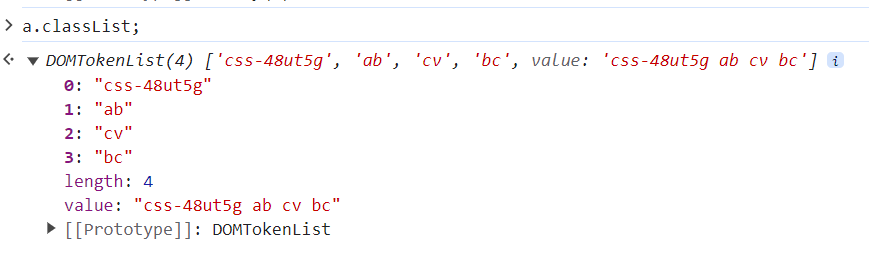 a.classList;
DOMTokenList(4) ['css-48ut5g', 'ab', 'cv', 'bc', value: 'css-48ut5g ab cv bc'] i
0: "css-48ut5g"
1: "ab"
2: "cv"
3: "bc"
length: 4
value: "css-48ut5g ab cv bc"
[[Prototype]]: DOMTokenList